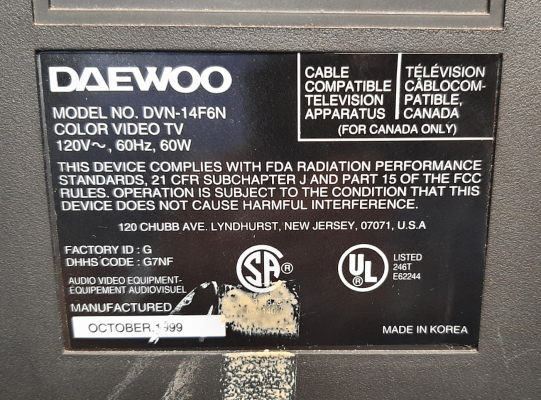 DAEWOO
MODEL NO. DVN-14F6N
COLOR VIDEO TV
120V~, 60Hz, 60W
CABLE
COMPATIBLE
TELEVISION
APPARATUS
TÉLÉVISION
CÂBLOCOM-
PATIBLE,
CANADA
(FOR CANADA ONLY)
THIS DEVICE COMPLIES WITH FDA RADIATION PERFORMANCE
STANDARDS, 21 CFR SUBCHAPTER J AND PART 15 OF THE FCC
RULES. OPERATION IS SUBJECT TO THE CONDITION THAT THIS
DEVICE DOES NOT CAUSE HARMFUL INTERFERENCE.
120 CHUBB AVE. LYNDHURST, NEW JERSEY, 07071, U.S.A
FACTORY ID : G
DHHS CODE : G7NF
AUDIO VIDEO EQUIPMENT-
EQUIPEMENT AUDIOVISUEL
MANUFACTURED
OCTOBER.1999
SA ®
UL ®
LISTED
246T
E62244
MADE IN KOREA